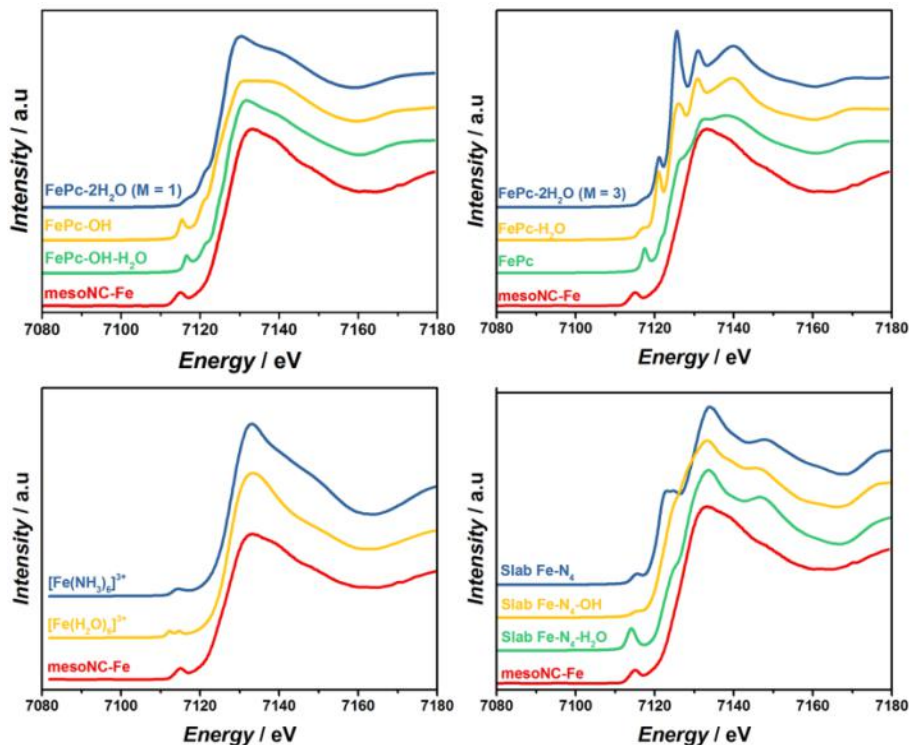 Intensity / a.u
FePc-2H₂O (M = 1)
FePc-OH
FePc-OH-H₂O
mesoNC-Fe
7080 7100 7120 7140 7160 7180
Energy / eV
Intensity / a.u
FePc-2H₂O (M = 3)
FePc-H₂O
FePc
mesoNC-Fe
7080 7100 7120 7140 7160 7180
Energy / eV
Intensity / a.u
[Fe(NH₃)₆]³⁺
[Fe(H₂O)₆]³⁺
mesoNC-Fe
7080 7100 7120 7140 7160 7180
Energy / eV
Intensity / a.u
Slab Fe-N₄
Slab Fe-N₄-OH
Slab Fe-N₄-H₂O
mesoNC-Fe
7080 7100 7120 7140 7160 7180
Energy / eV